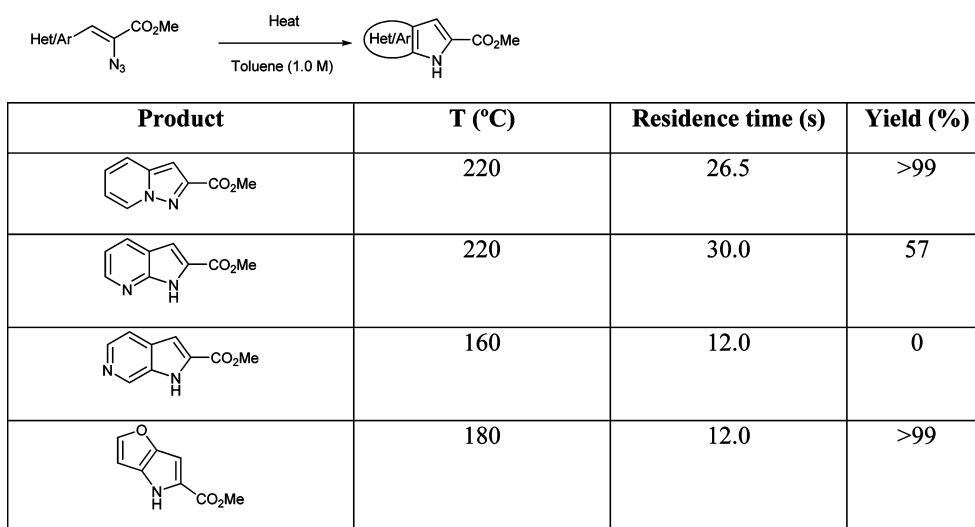 Het/Ar CO₂Me N₃
Heat
Toluene (1.0 M)
Het/Ar N H CO₂Me
Product T (ºC) Residence time (s) Yield (%)
N N CO₂Me 220 26.5 >99
N N H CO₂Me 220 30.0 57
N N H CO₂Me 160 12.0 0
O N H CO₂Me 180 12.0 >99